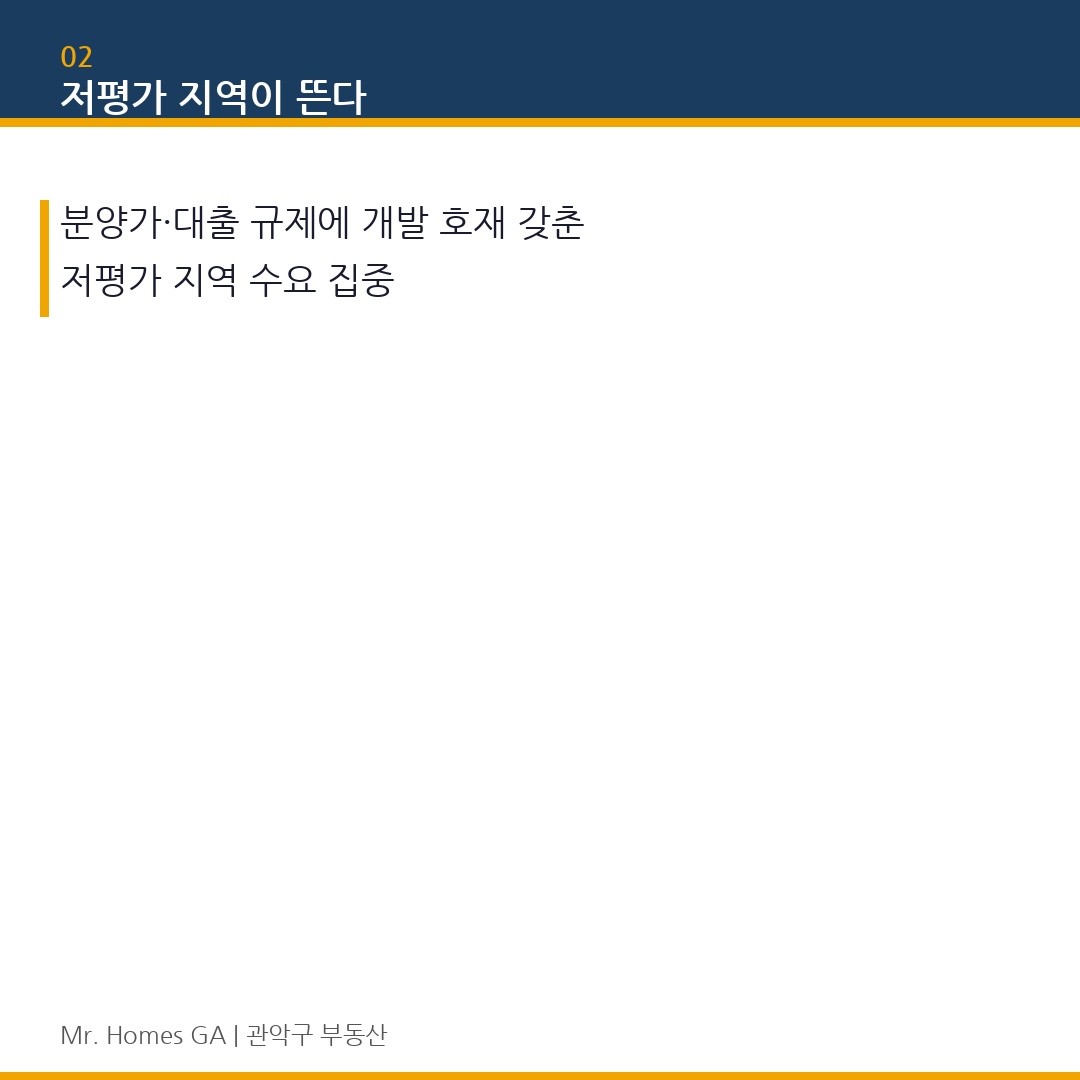 02
저평가 지역이 뜬다
분양가·대출 규제에 개발 호재 갖춘
저평가 지역 수요 집중
Mr. Homes GA | 관악구 부동산